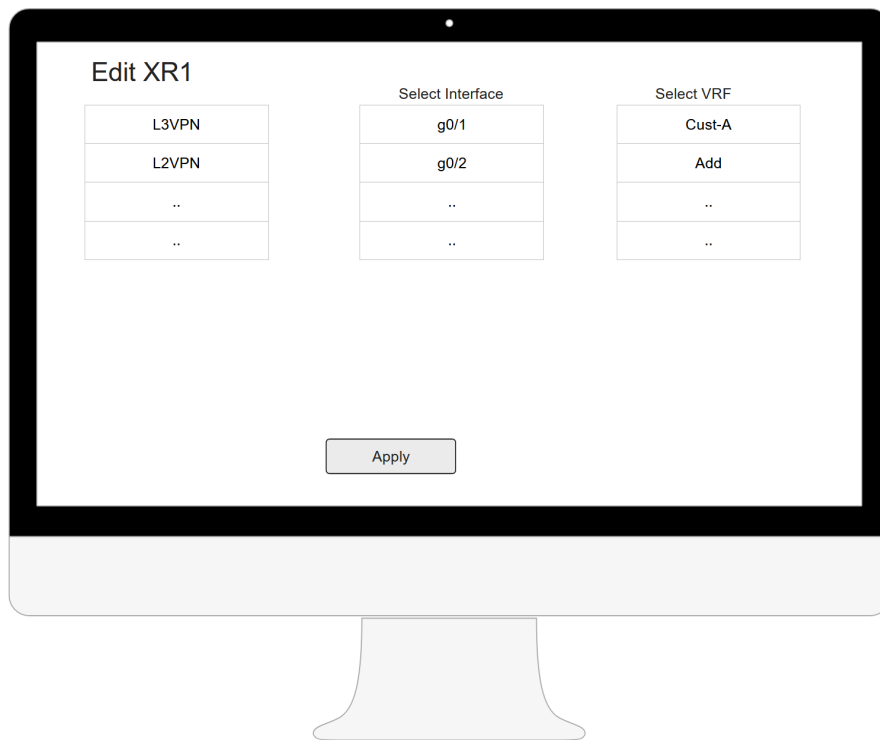 Edit XR1
Select Interface
Select VRF
L3VPN
g0/1
Cust-A
L2VPN
g0/2
Add
..
..
..
..
..
..
Apply